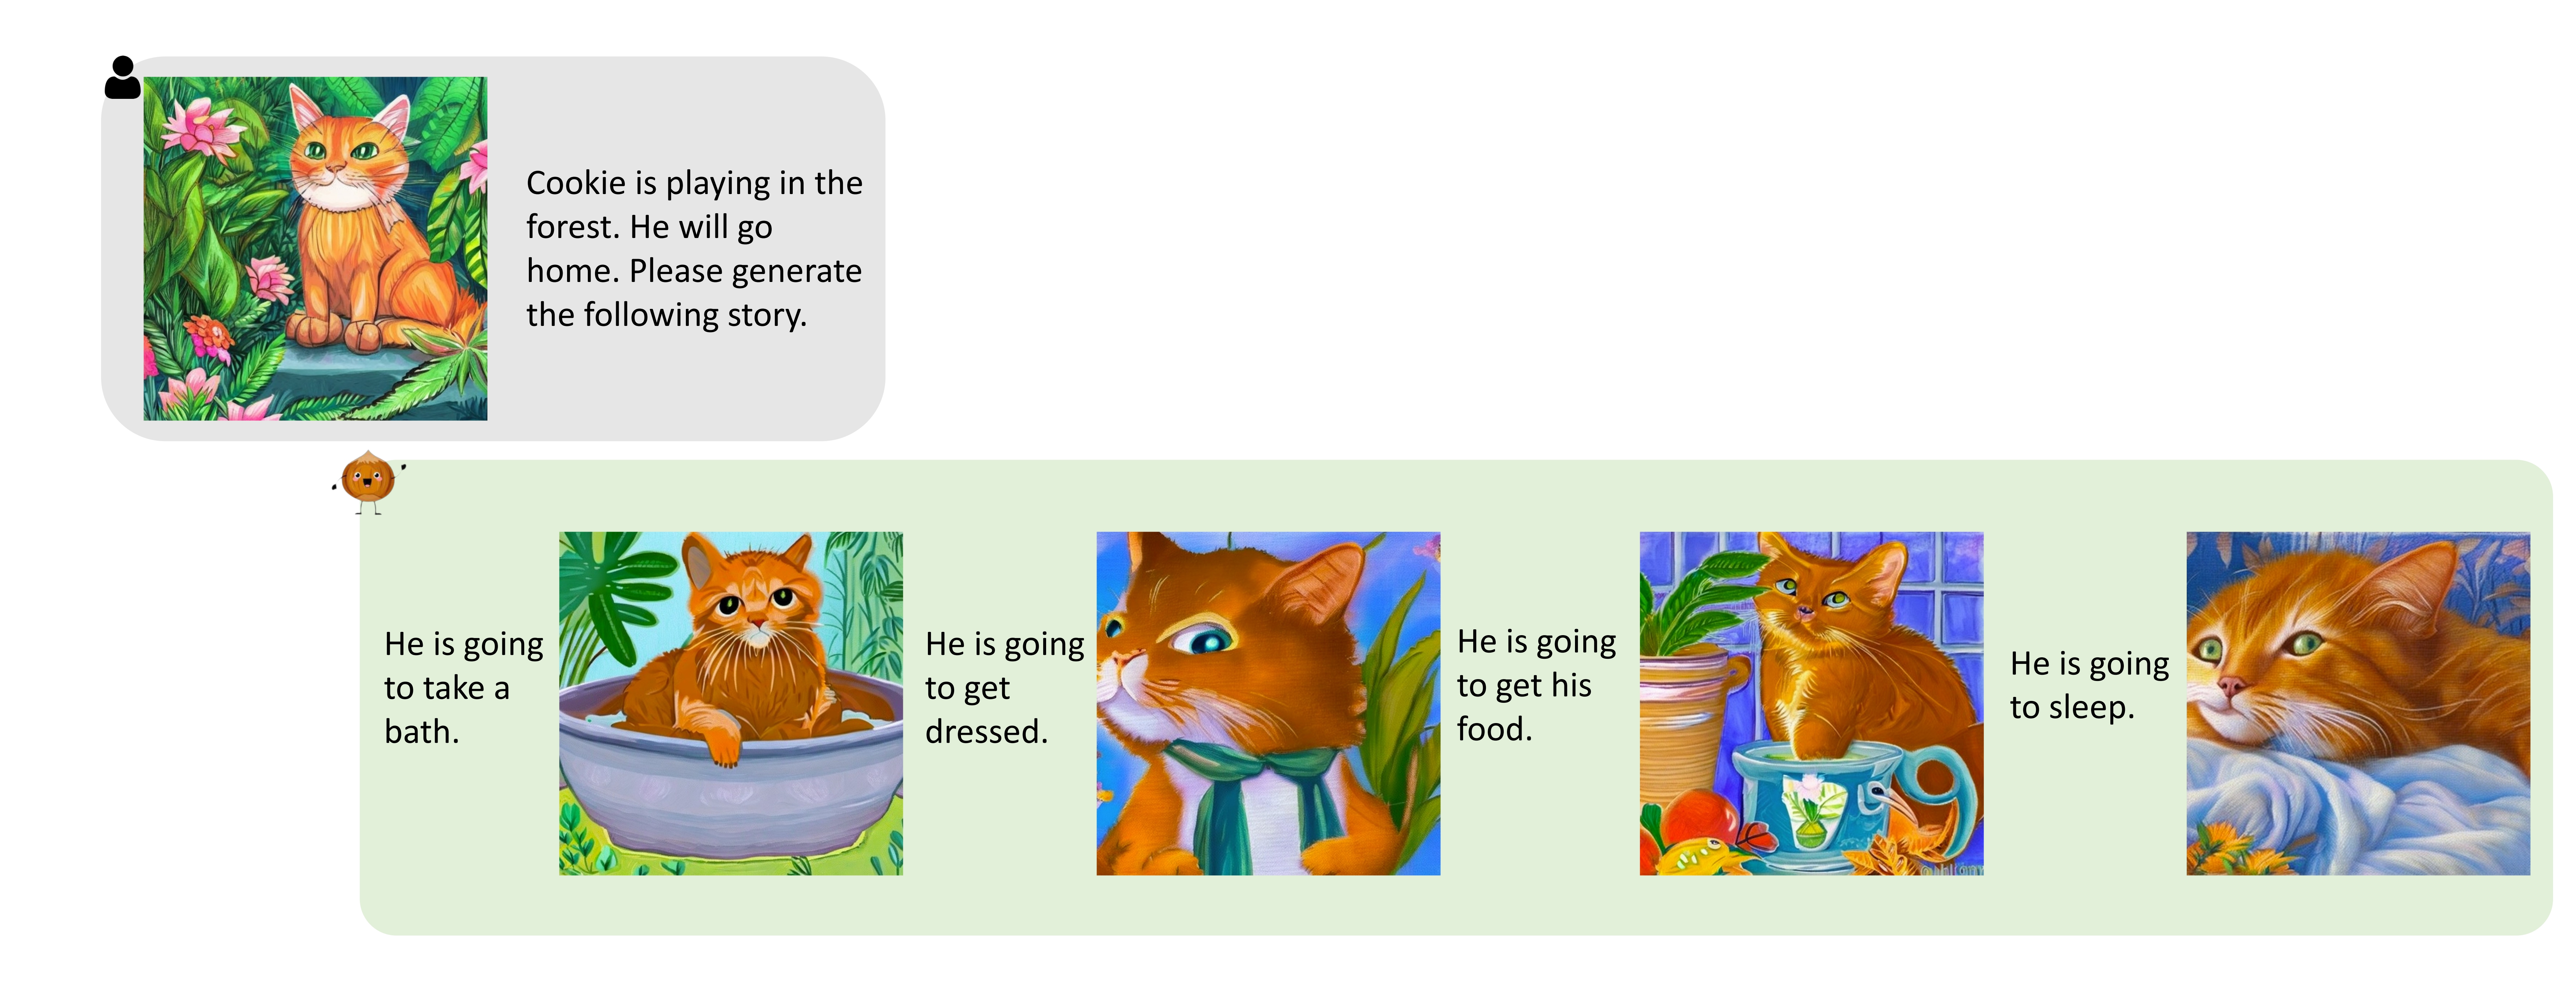 Cookie is playing in the
forest. He will go
home. Please generate
the following story.
He is going
to take a
bath.
He is going
to get
dressed.
He is going
to get his
food.
He is going
to sleep.